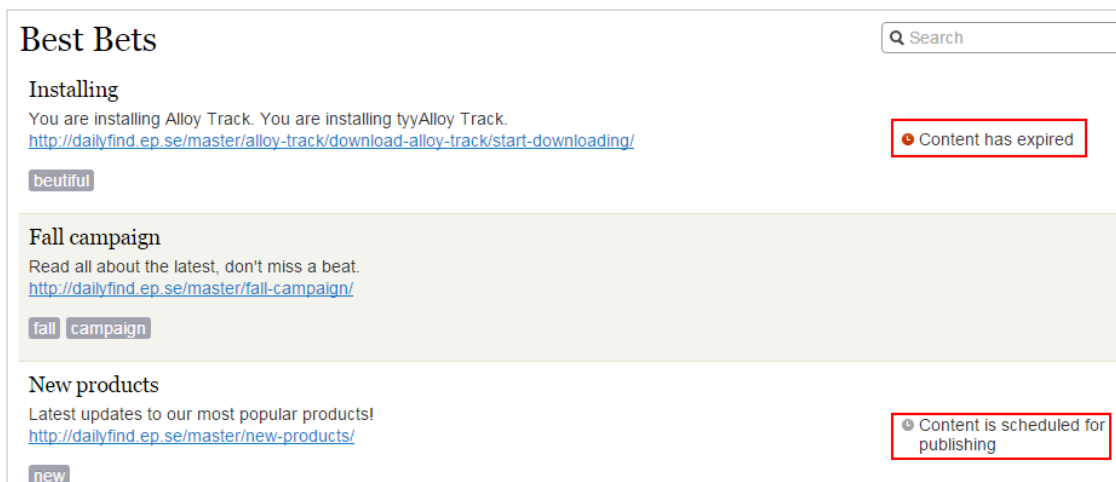 Best Bets
Search
Installing
You are installing Alloy Track. You are installing tyyAlloy Track.
http://dailyfind.ep.se/master/alloy-track/download-alloy-track/start-downloading/
Content has expired
beutiful
Fall campaign
Read all about the latest, don't miss a beat.
http://dailyfind.ep.se/master/fall-campaign/
fall campaign
New products
Latest updates to our most popular products!
http://dailyfind.ep.se/master/new-products/
Content is scheduled for
publishing
new